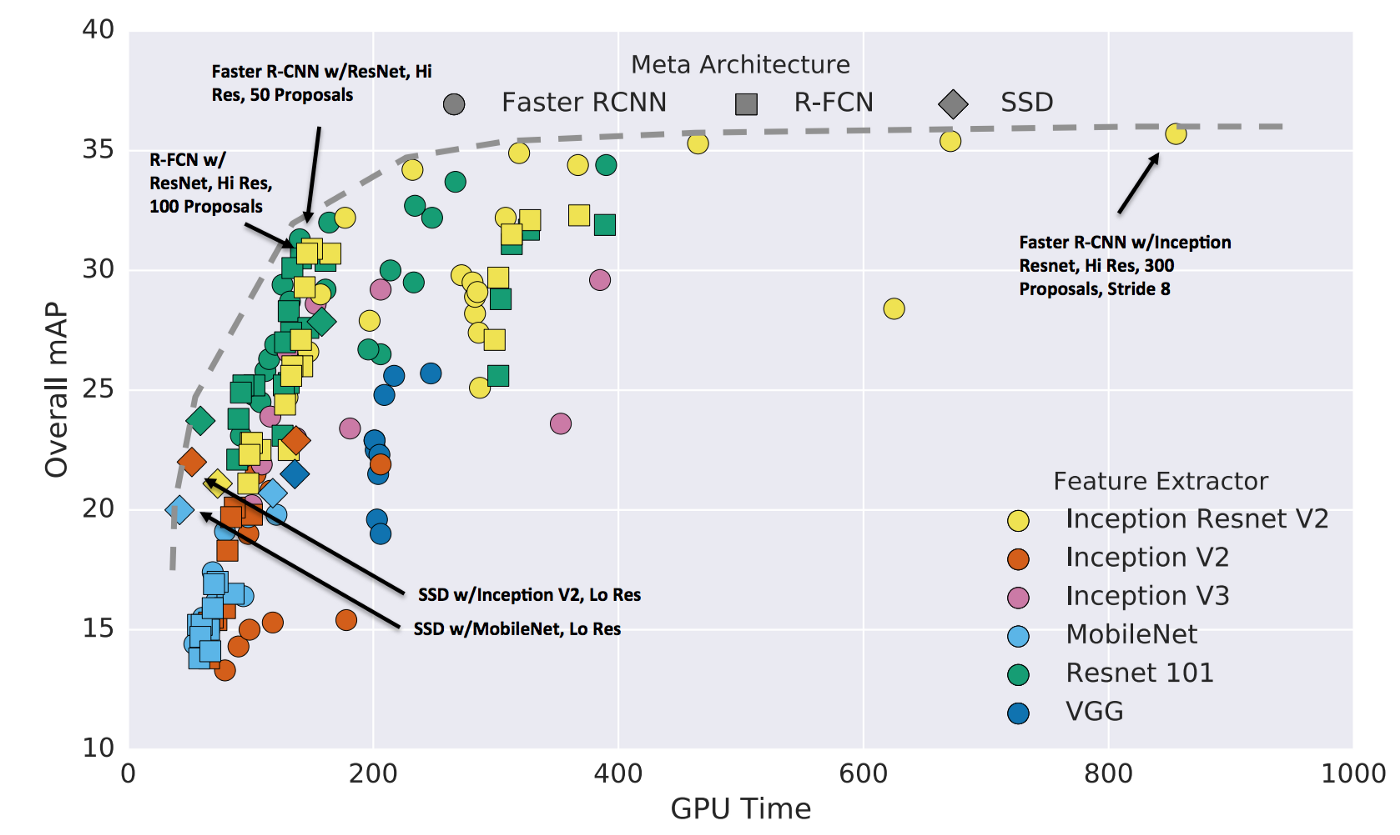 40
35
30
25
20
15
10
Overall mAP
Faster R-CNN w/ResNet, Hi
Res, 50 Proposals
Meta Architecture
Faster RCNN
R-FCN
SSD
R-FCN w/
ResNet, Hi Res,
100 Proposals
Faster R-CNN w/Inception
Resnet, Hi Res, 300
Proposals, Stride 8
SSD w/Inception V2, Lo Res
SSD w/MobileNet, Lo Res
Feature Extractor
Inception Resnet V2
Inception V2
Inception V3
MobileNet
Resnet 101
VGG
0
200
400
600
800
1000
GPU Time